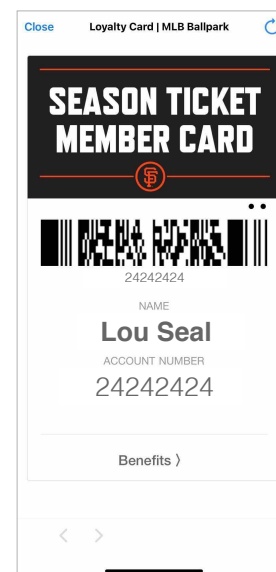 Close Loyalty Card | MLB Ballpark
SEASON TICKET
MEMBER CARD
SF
24242424
NAME
Lou Seal
ACCOUNT NUMBER
24242424
Benefits 〉